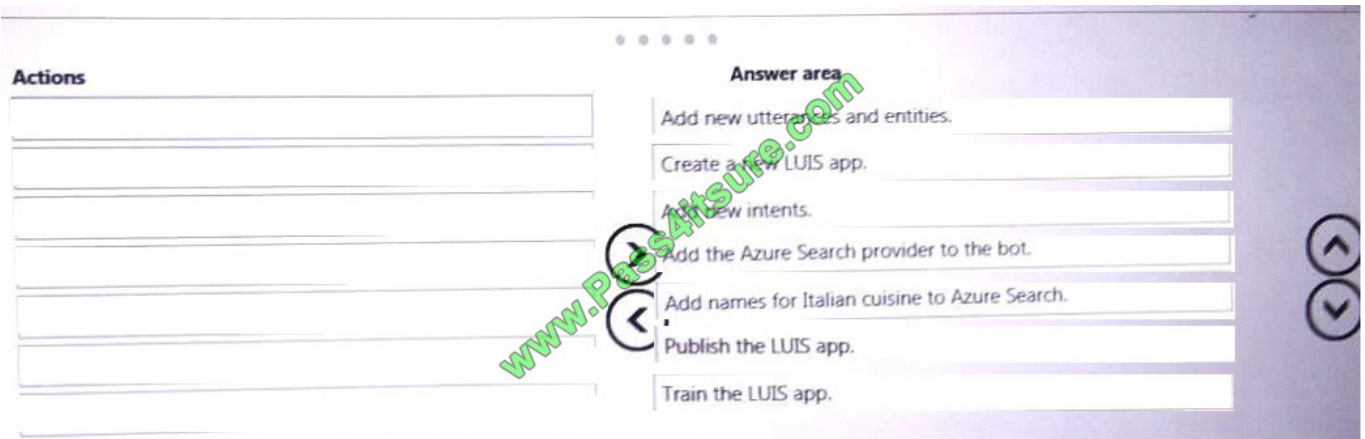 Actions
Answer area
Add new utterances and entities.
Create a new LUIS app.
Add new intents.
Add the Azure Search provider to the bot.
Add names for Italian cuisine to Azure Search.
Publish the LUIS app.
Train the LUIS app.
www.Pass4itsure.com